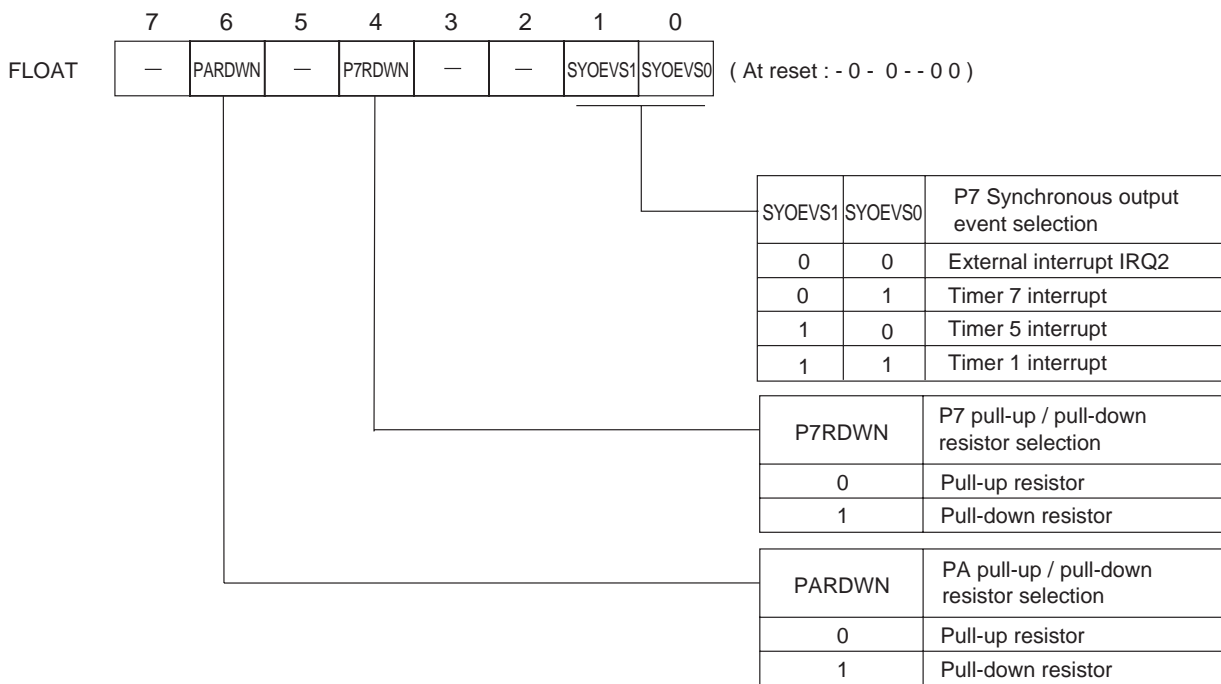 7 6 5 4 3 2 1 0
FLOAT — PARDWN — P7RDWN — — SYOEVS1 SYOEVS0 ( At reset : - 0 - 0 - - 0 0 )
SYOEVS1 SYOEVS0 P7 Synchronous output
event selection
0 0 External interrupt IRQ2
0 1 Timer 7 interrupt
1 0 Timer 5 interrupt
1 1 Timer 1 interrupt
P7RDWN P7 pull-up / pull-down
resistor selection
0 Pull-up resistor
1 Pull-down resistor
PARDWN PA pull-up / pull-down
resistor selection
0 Pull-up resistor
1 Pull-down resistor